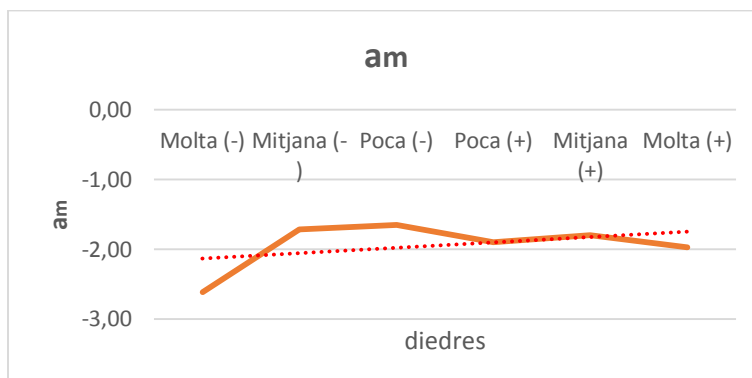 am
0,00
Molta (-) Mitjana (- Poca (-) Poca (+) Mitjana Molta (+)
) (+)
-1,00
am
-2,00
-3,00
diedres